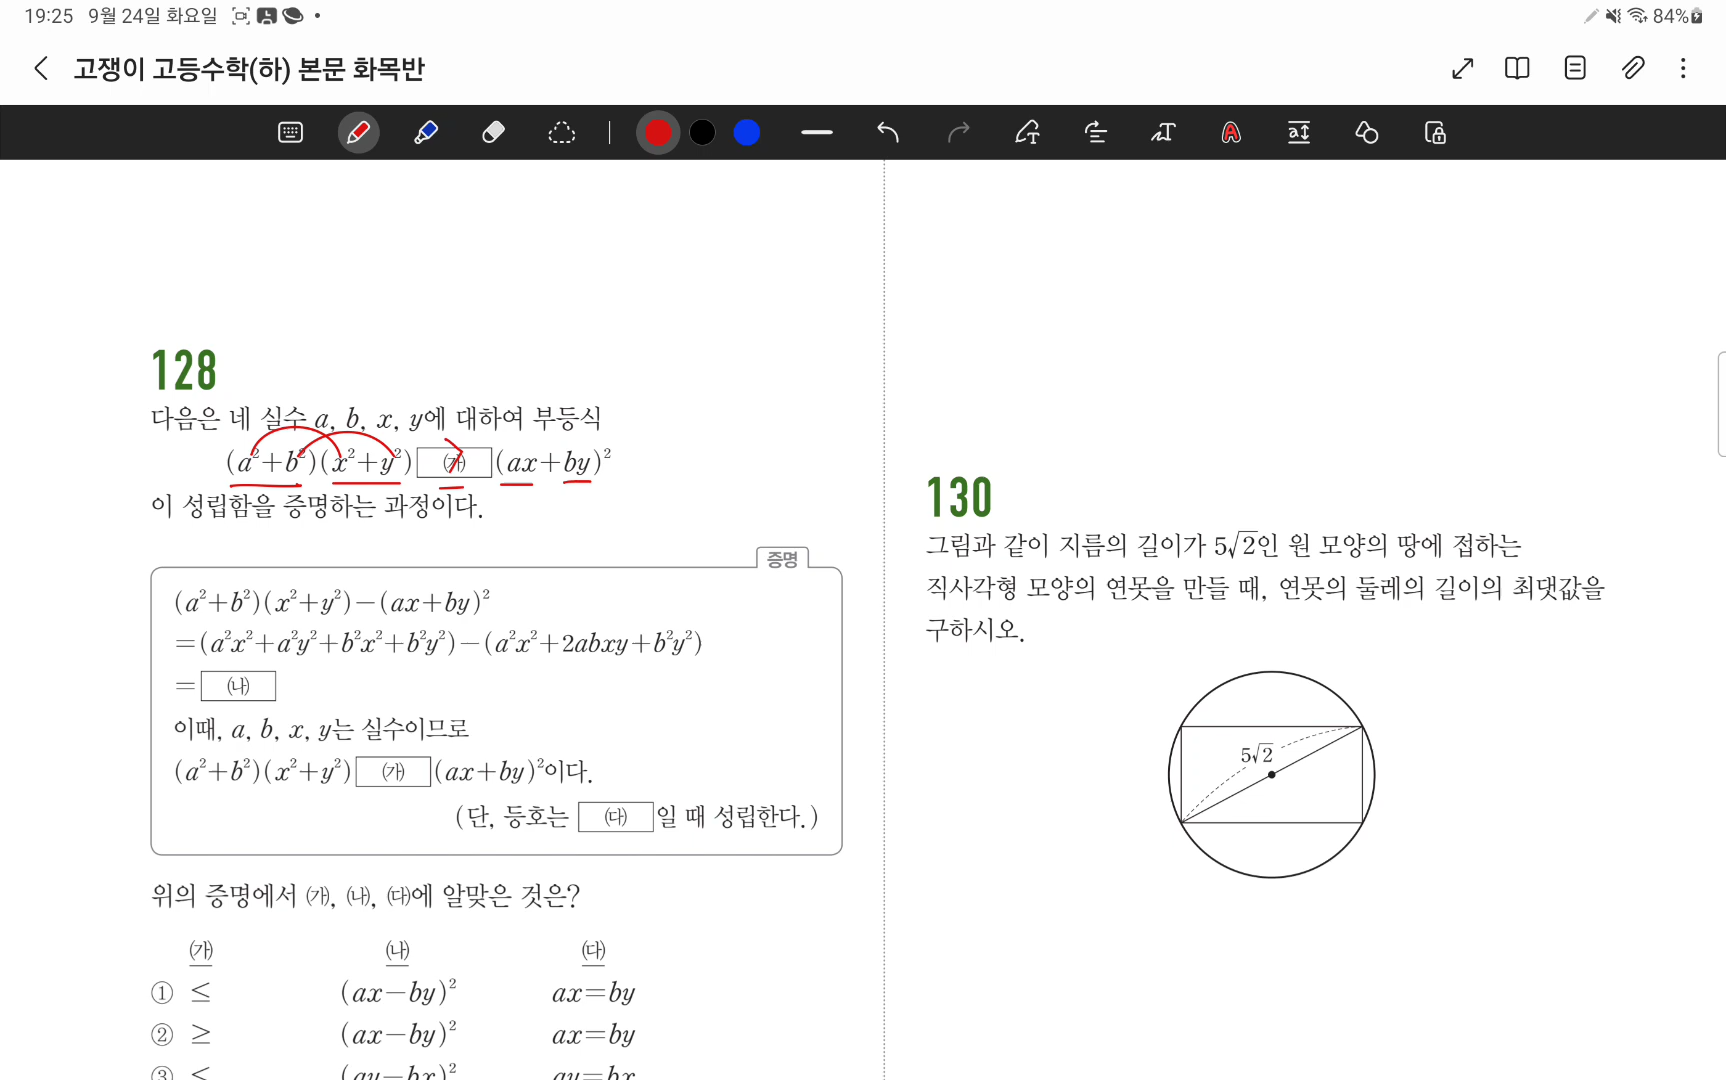 19:25 9월 24일 화요일
84%
고쟁이 고등수학(하) 본문 화목반
128
다음은 네 실수 a, b, x, y에 대하여 부등식
(a²+b²)(x²+y²) (가) (ax+by)²
이 성립함을 증명하는 과정이다.
증명
(a²+b²)(x²+y²)−(ax+by)²
=(a²x²+a²y²+b²x²+b²y²)−(a²x²+2abxy+b²y²)
= (나)
이때, a, b, x, y는 실수이므로
(a²+b²)(x²+y²) (가) (ax+by)²이다.
(단, 등호는 (다) 일 때 성립한다.)
위의 증명에서 (가), (나), (다)에 알맞은 것은?
(가) (나) (다)
① ≤ (ax−by)² ax=by
② ≥ (ax−by)² ax=by
③ ≤ (ay−bx)² ay=bx
130
그림과 같이 지름의 길이가 5√2인 원 모양의 땅에 접하는
직사각형 모양의 연못을 만들 때, 연못의 둘레의 길이의 최댓값을
구하시오.
5√2